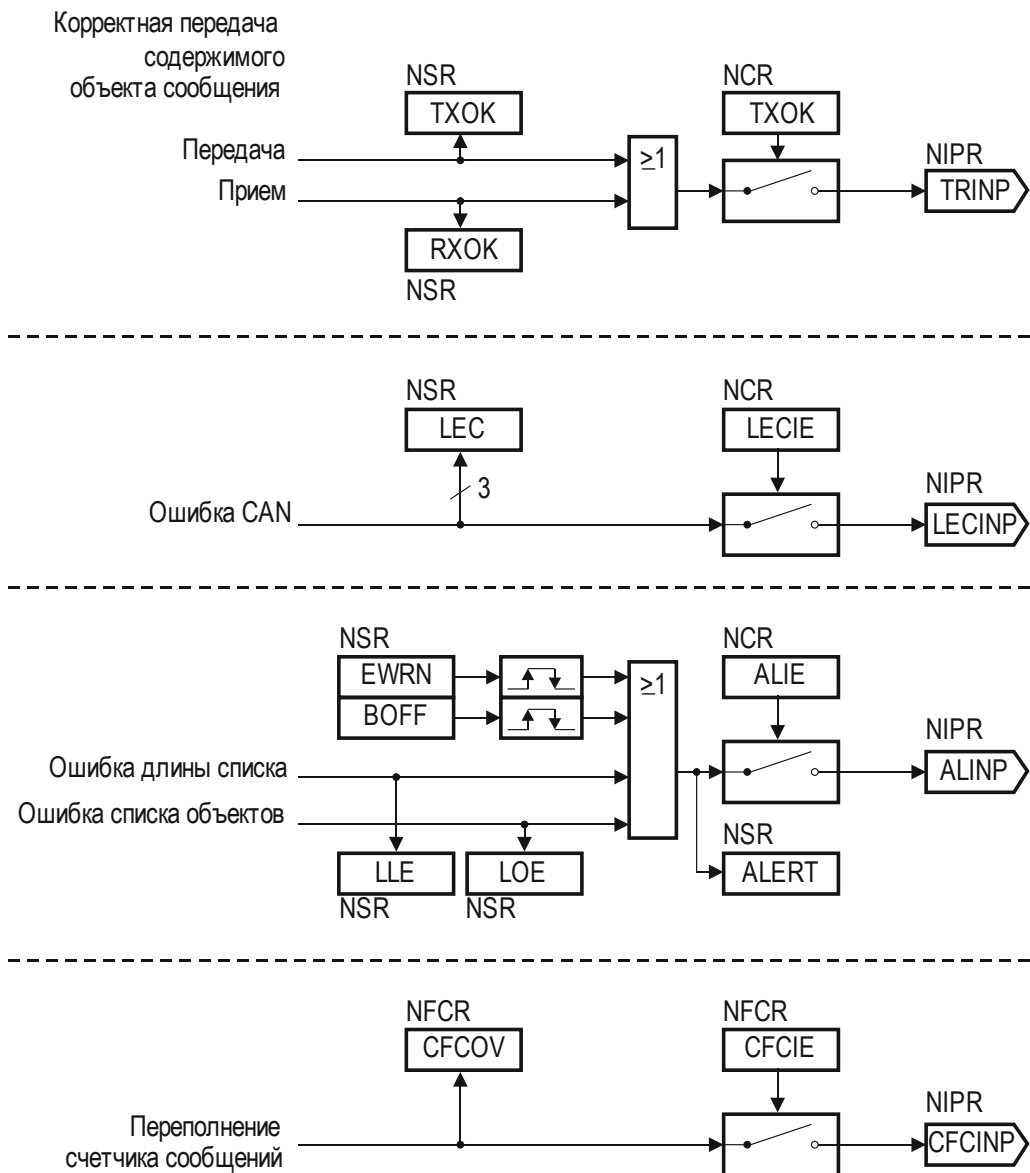 Корректная передача
содержимого
объекта сообщения
NSR
NCR
TXOK
TXOK
Передача
≥1
NIPR
Прием
TRINP
RXOK
NSR
NSR
NCR
LEC
LECIE
3
NIPR
Ошибка CAN
LECINP
NSR
NCR
EWRN
≥1
ALIE
BOFF
NIPR
Ошибка длины списка
ALINP
Ошибка списка объектов
NSR
LLE
LOE
ALERT
NSR
NSR
NFCR
NFCR
CFCOV
CFCIE
NIPR
Переполнение
счетчика сообщений
CFCINP